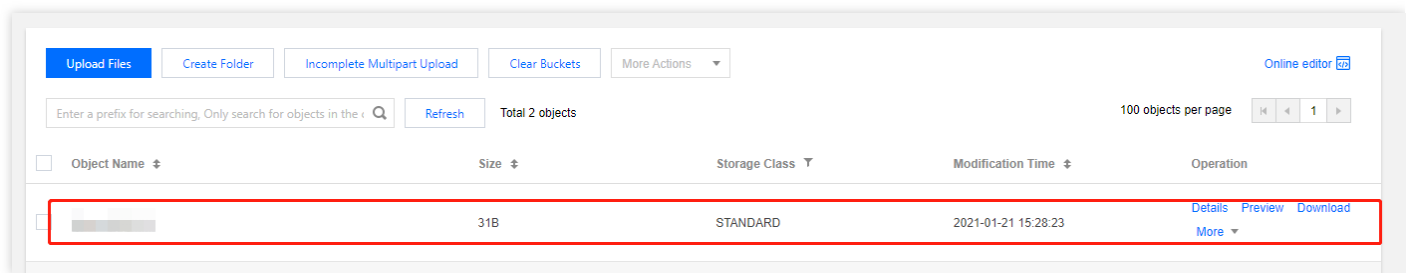 Upload Files Create Folder Incomplete Multipart Upload Clear Buckets More Actions Online editor
Enter a prefix for searching, Only search for objects in the c Refresh Total 2 objects 100 objects per page 1
Object Name Size Storage Class Modification Time Operation
31B STANDARD 2021-01-21 15:28:23 Details Preview Download
More